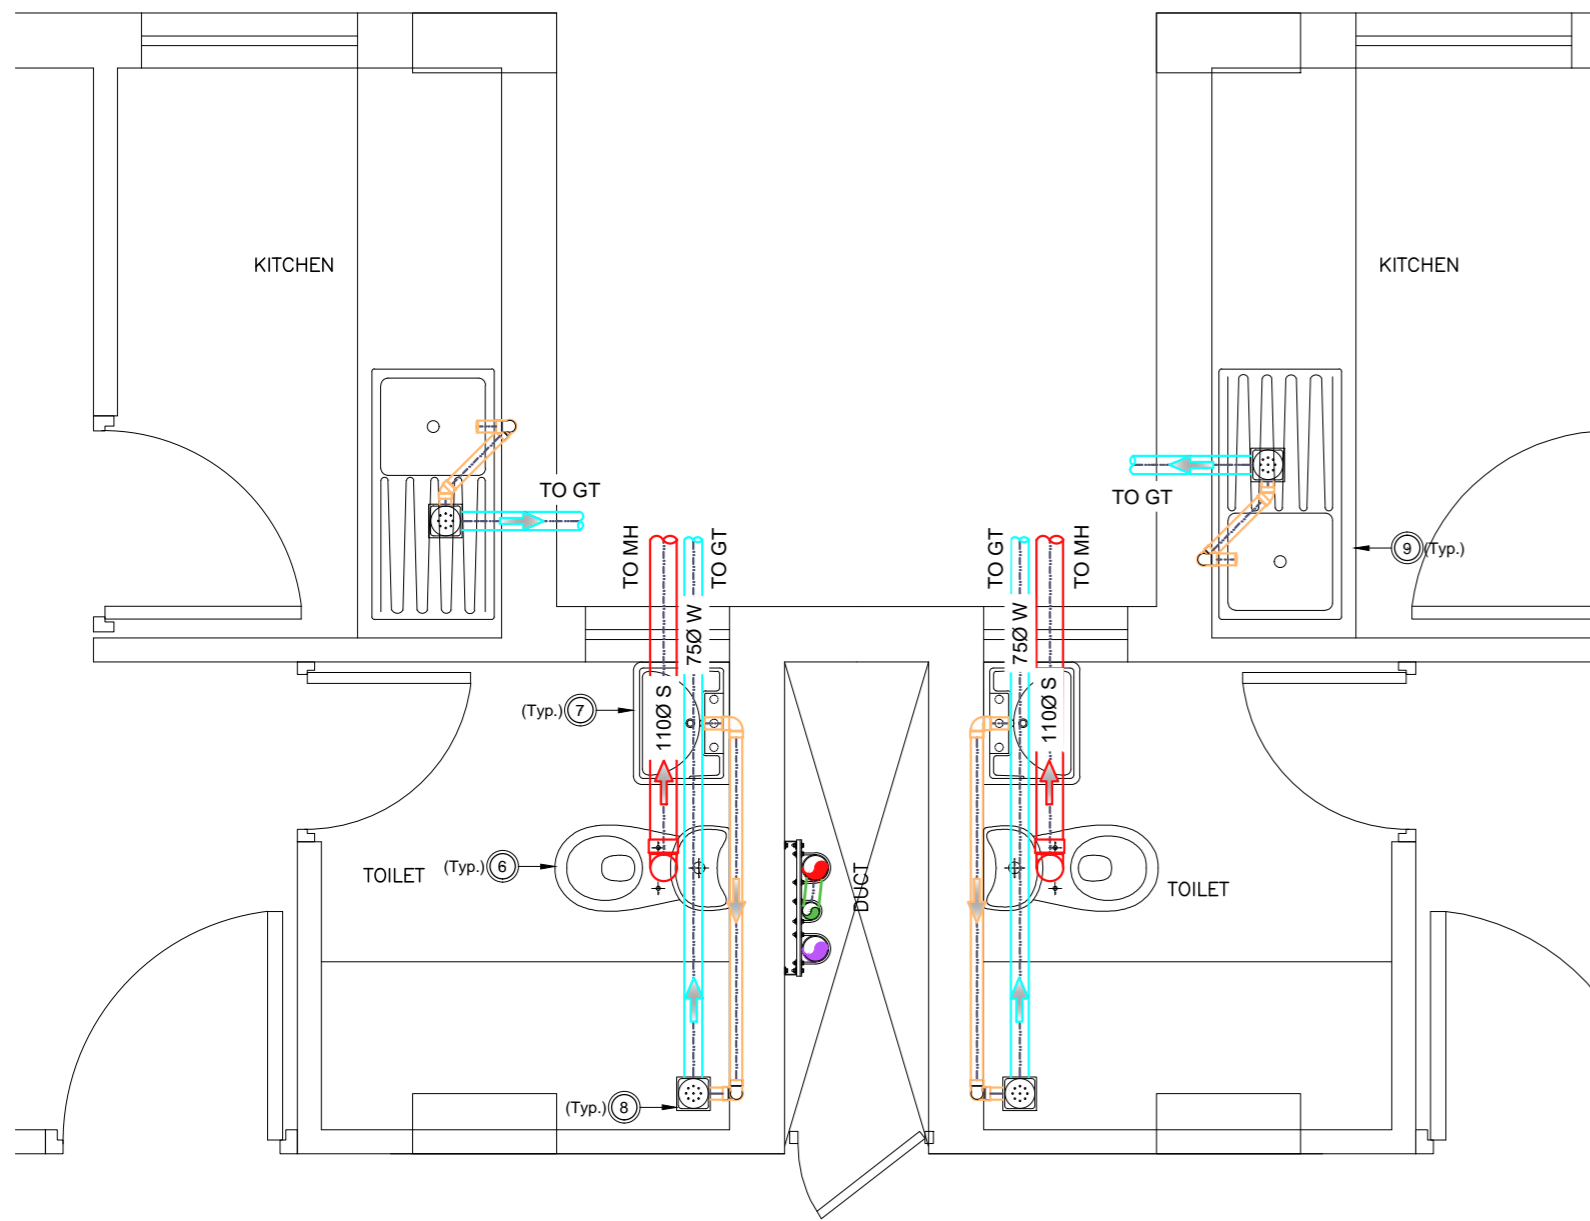 KITCHEN
KITCHEN
TO GT
TO GT
TO MH
TO GT
TO GT
TO MH
9 (Typ.)
75Ø W
75Ø W
110Ø S
110Ø S
(Typ.) 7
TOILET
(Typ.) 6
DUCT
TOILET
(Typ.) 8